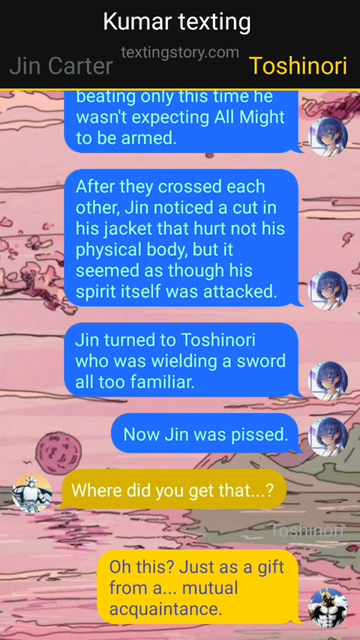 Kumar texting
textingstory.com
Jin Carter
Toshinori
beating only this time he
wasn't expecting All Might
to be armed.
After they crossed each
other, Jin noticed a cut in
his jacket that hurt not his
physical body, but it
seemed as though his
spirit itself was attacked.
Jin turned to Toshinori
who was wielding a sword
all too familiar.
Now Jin was pissed.
Where did you get that...?
Toshinori
Oh this? Just as a gift
from a... mutual
acquaintance.